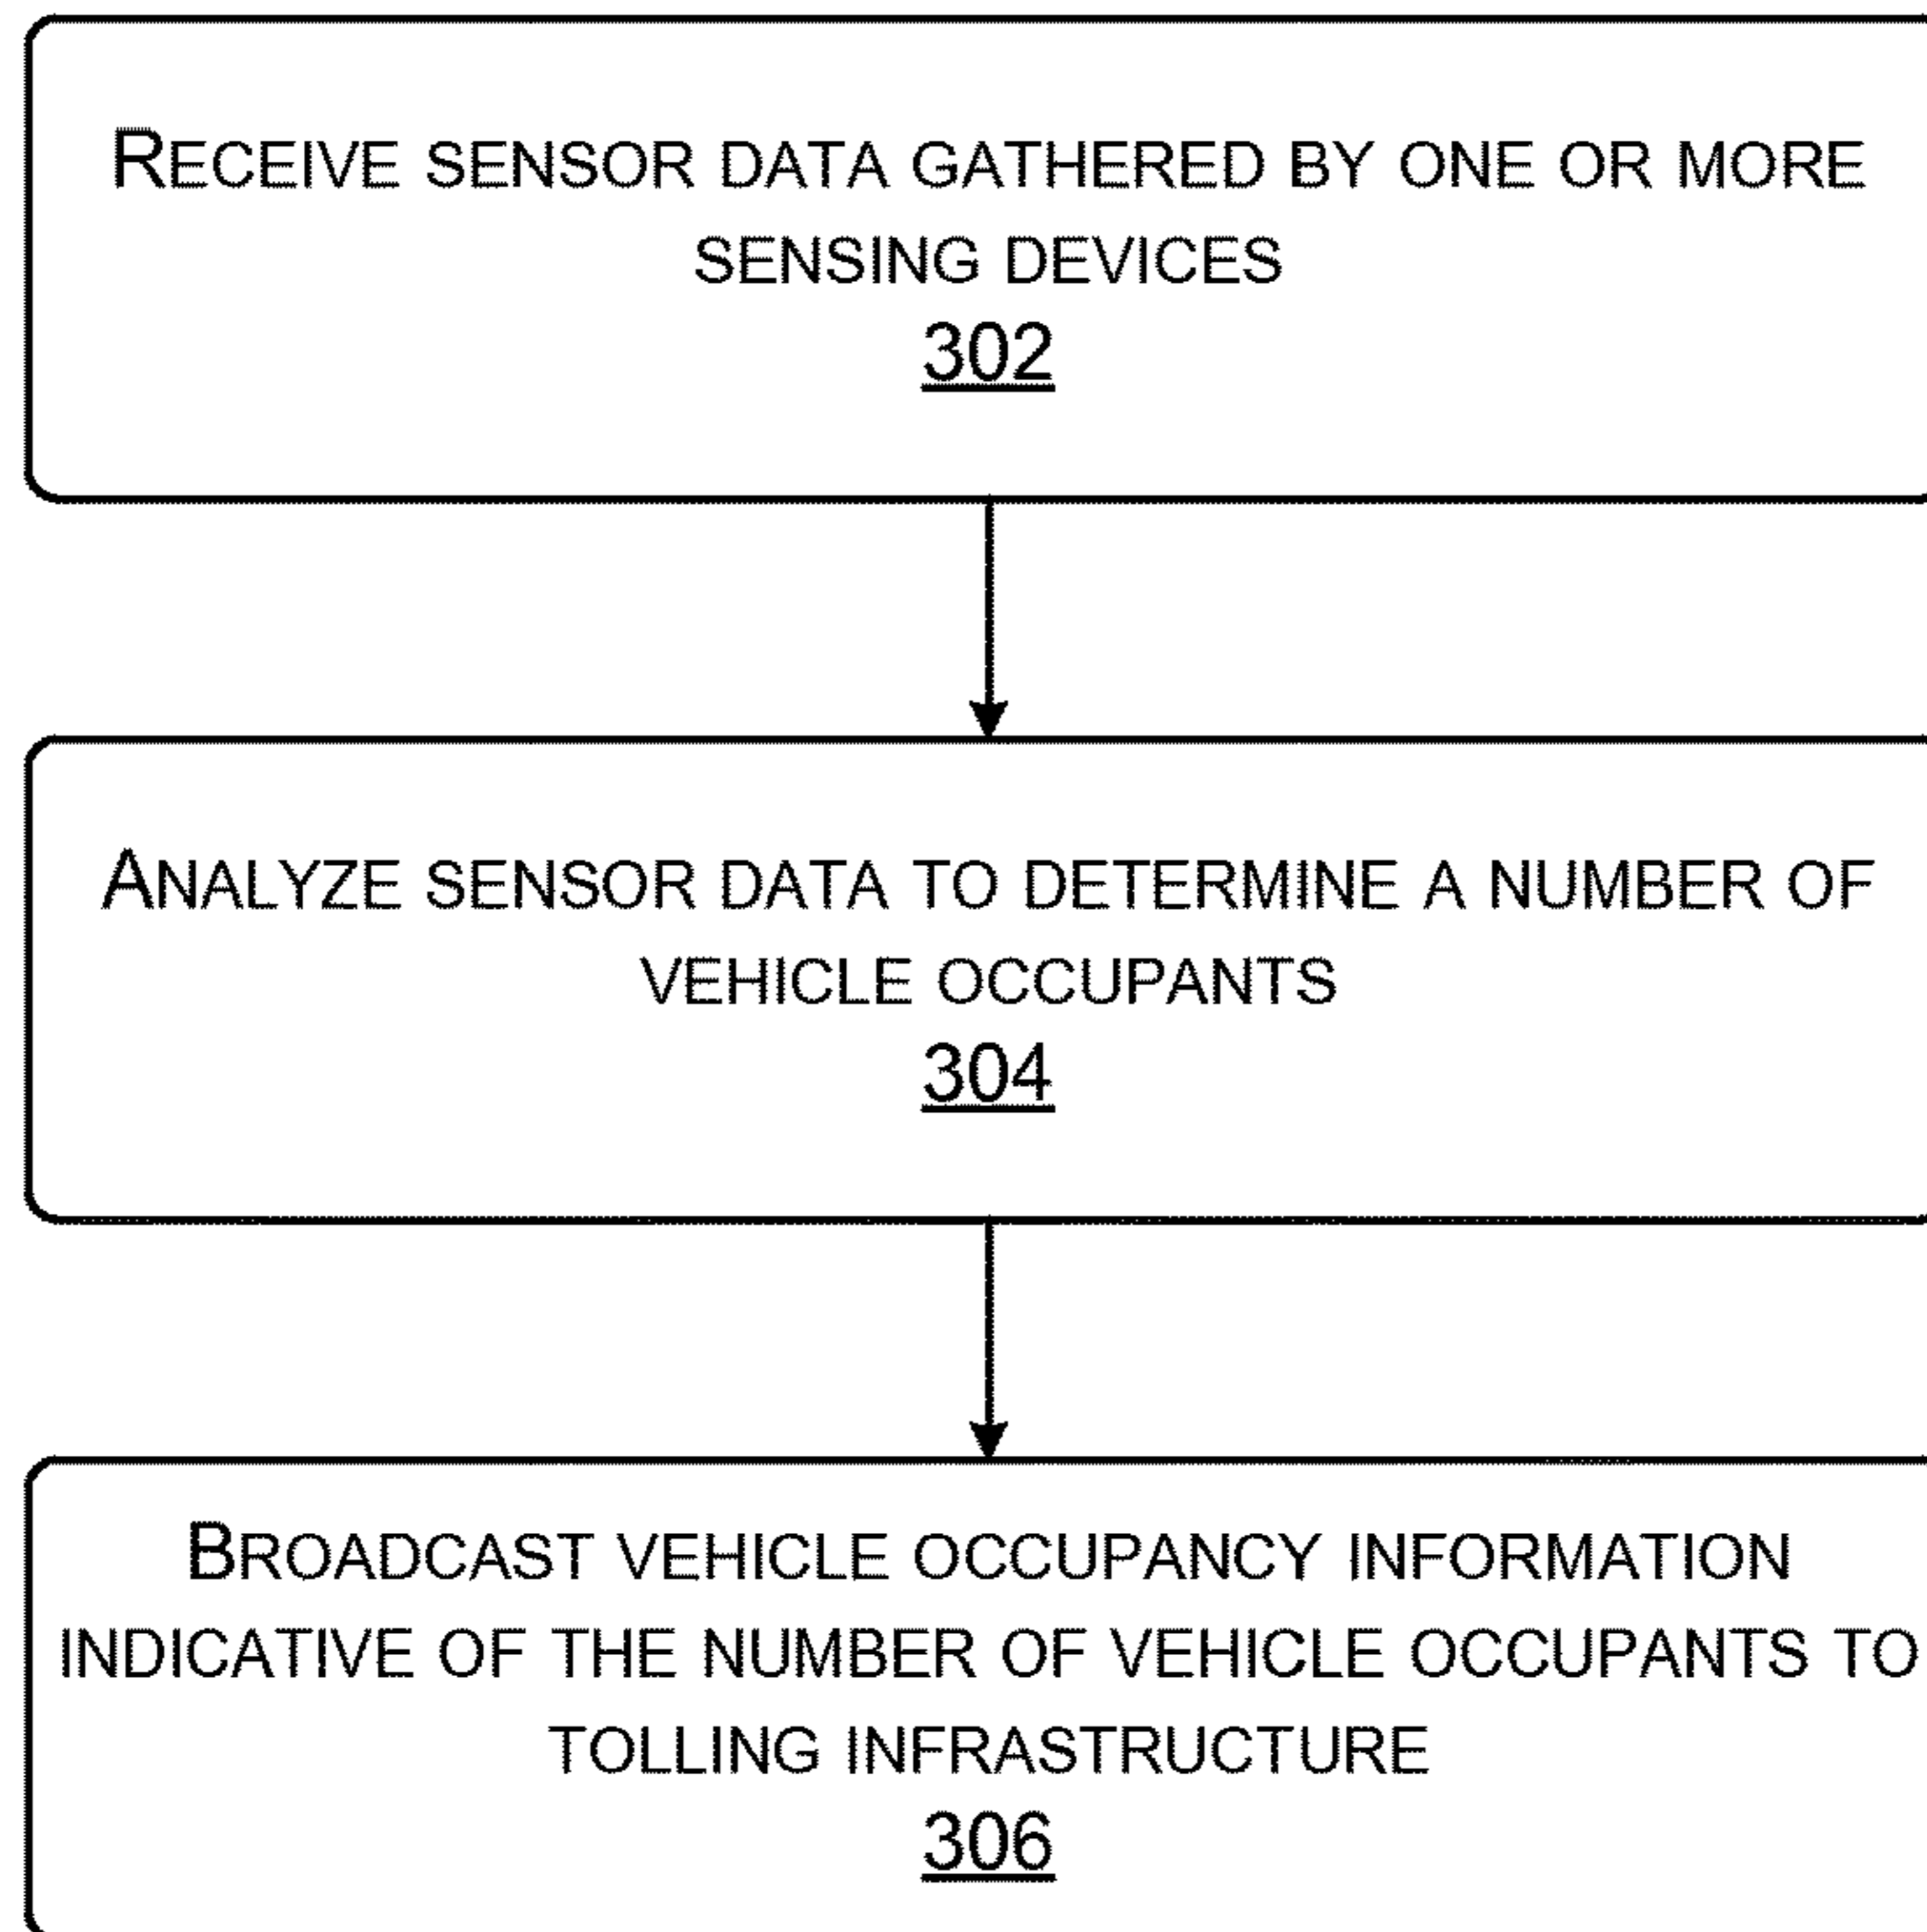 RECEIVE SENSOR DATA GATHERED BY ONE OR MORE
SENSING DEVICES
302
ANALYZE SENSOR DATA TO DETERMINE A NUMBER OF
VEHICLE OCCUPANTS
304
BROADCAST VEHICLE OCCUPANCY INFORMATION
INDICATIVE OF THE NUMBER OF VEHICLE OCCUPANTS TO
TOLLING INFRASTRUCTURE
306